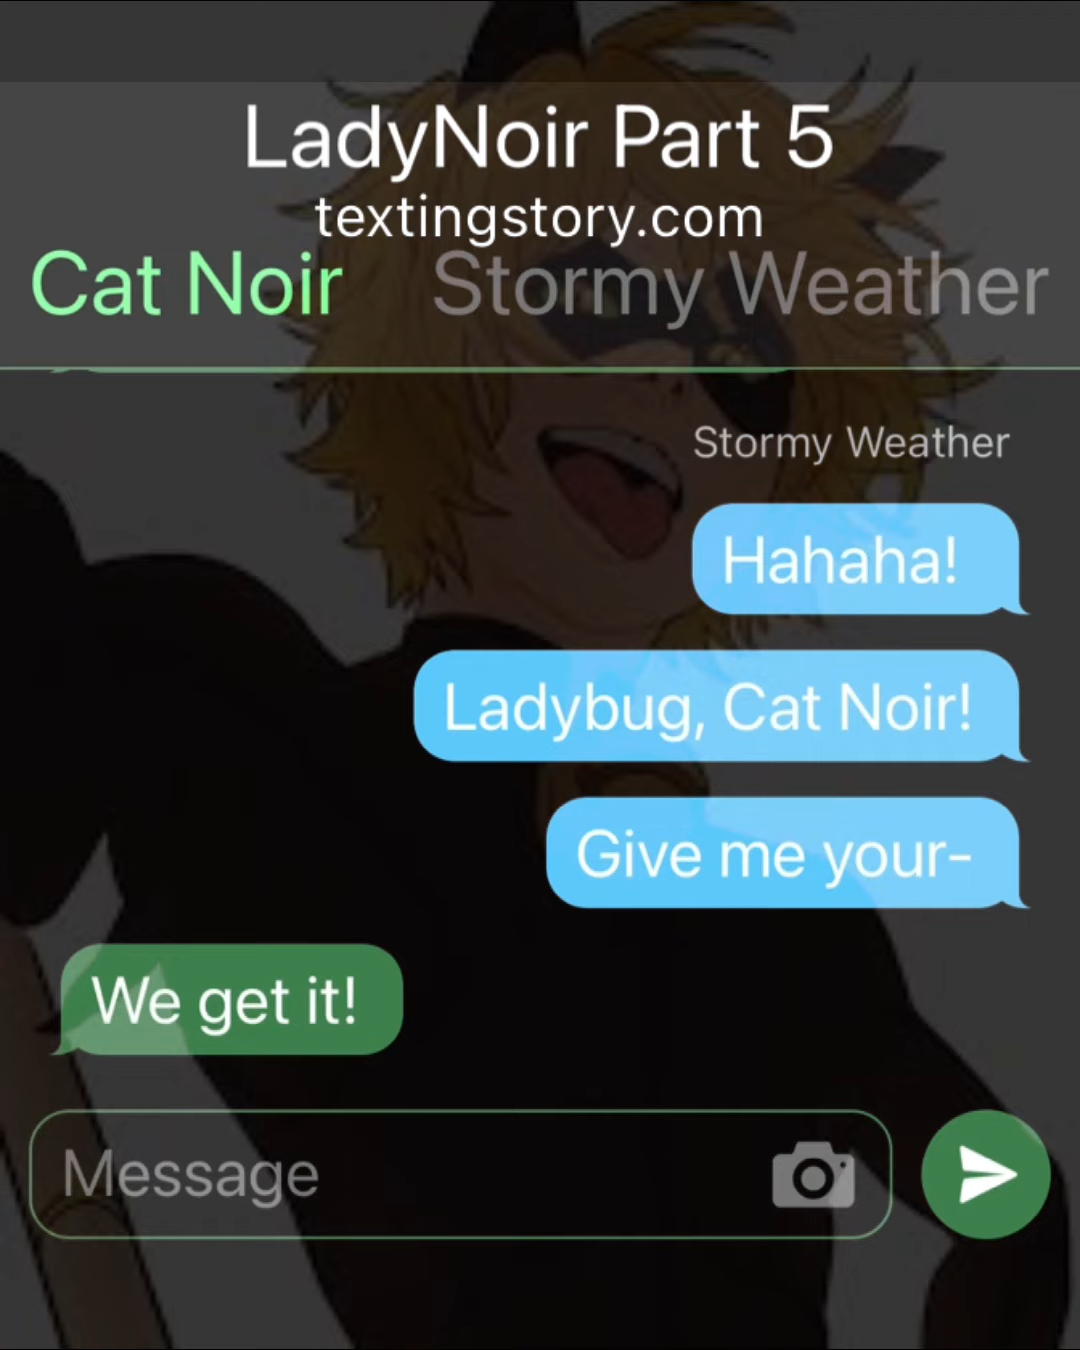 LadyNoir Part 5
textingstory.com
Cat Noir Stormy Weather
Stormy Weather
Hahaha!
Ladybug, Cat Noir!
Give me your-
We get it!
Message